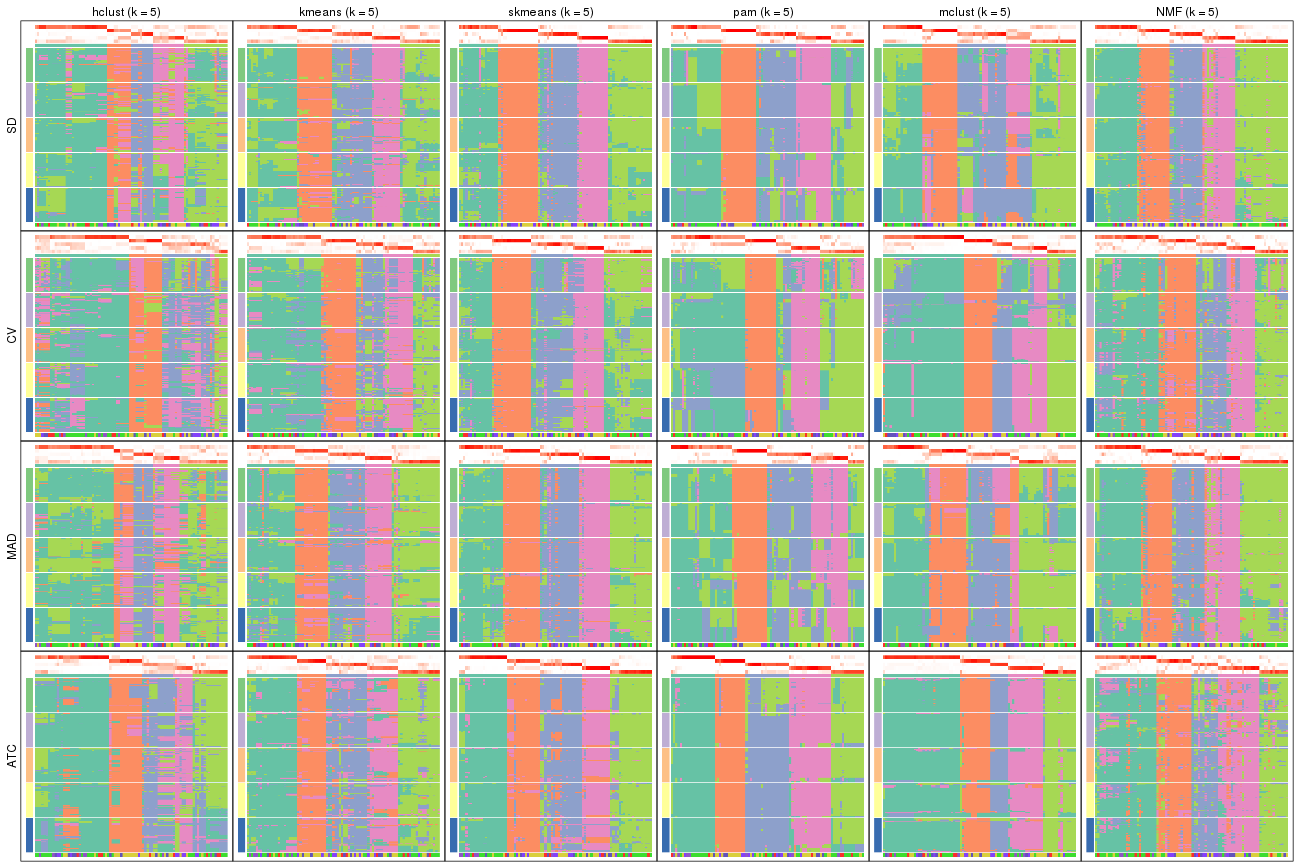 hclust (k = 5) kmeans (k = 5) skmeans (k = 5) pam (k = 5) mclust (k = 5) NMF (k = 5)
SD
CV
MAD
ATC